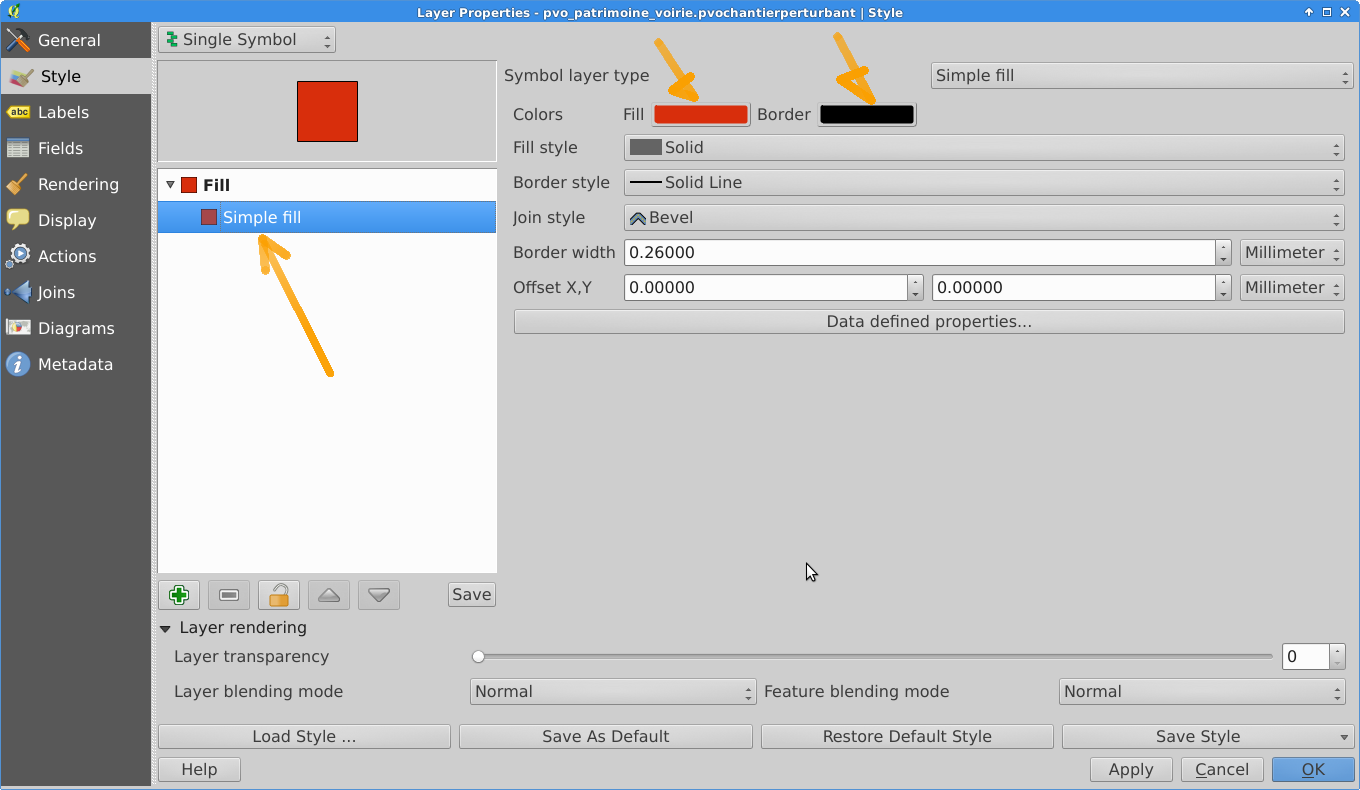 Layer Properties - pvo_patrimoine_voirie.pvochantierperturbant | Style
General
Style
abc Labels
Fields
Rendering
Display
Actions
Joins
Diagrams
Metadata
Single Symbol
Fill
Simple fill
Save
Symbol layer type Simple fill
Colors Fill Border
Fill style Solid
Border style Solid Line
Join style Bevel
Border width 0.26000 Millimeter
Offset X,Y 0.00000 0.00000 Millimeter
Data defined properties...
Layer rendering
Layer transparency 0
Layer blending mode Normal Feature blending mode Normal
Load Style ... Save As Default Restore Default Style Save Style
Help Apply Cancel OK